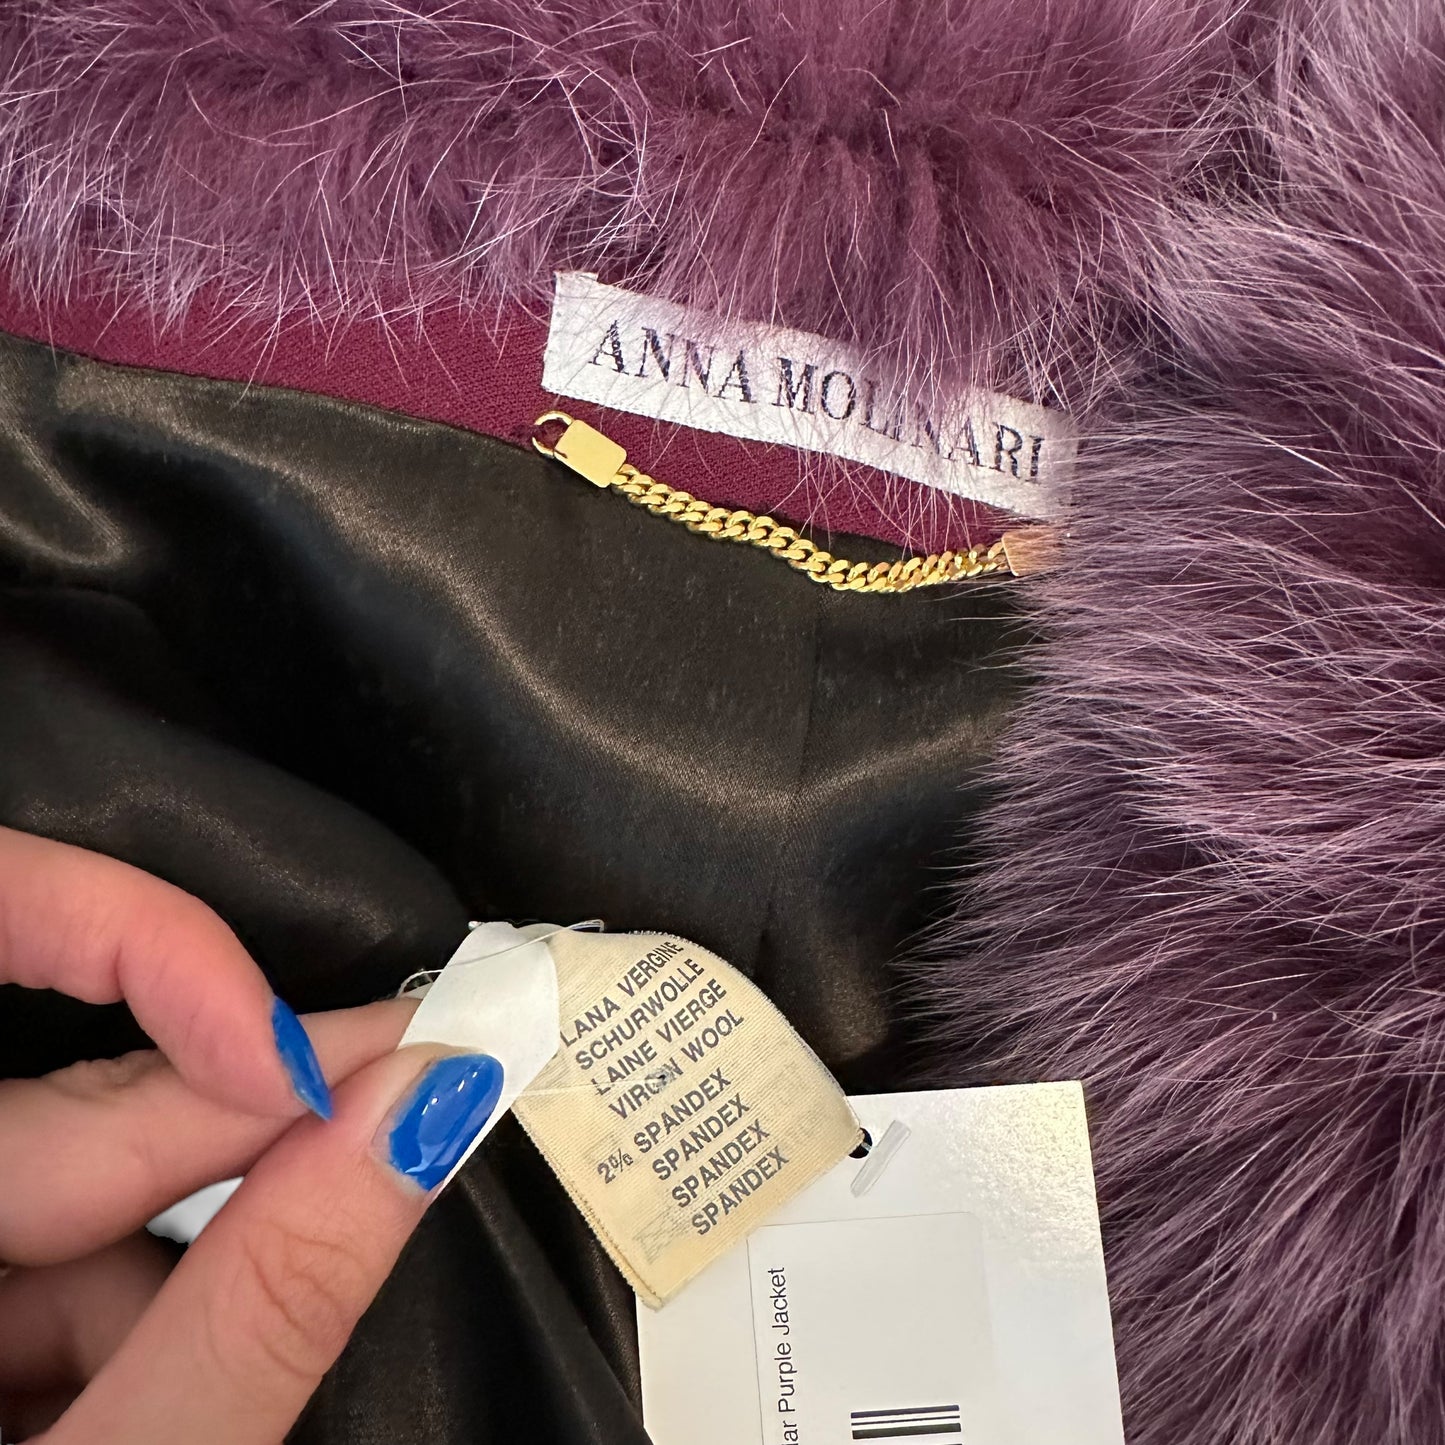 ANNA MOLINARI
LANA VERGINE
SCHURWOLLE
LAINE VIERGE
VIRGIN WOOL
2% SPANDEX
SPANDEX
SPANDEX
SPANDEX
Purple Jacket